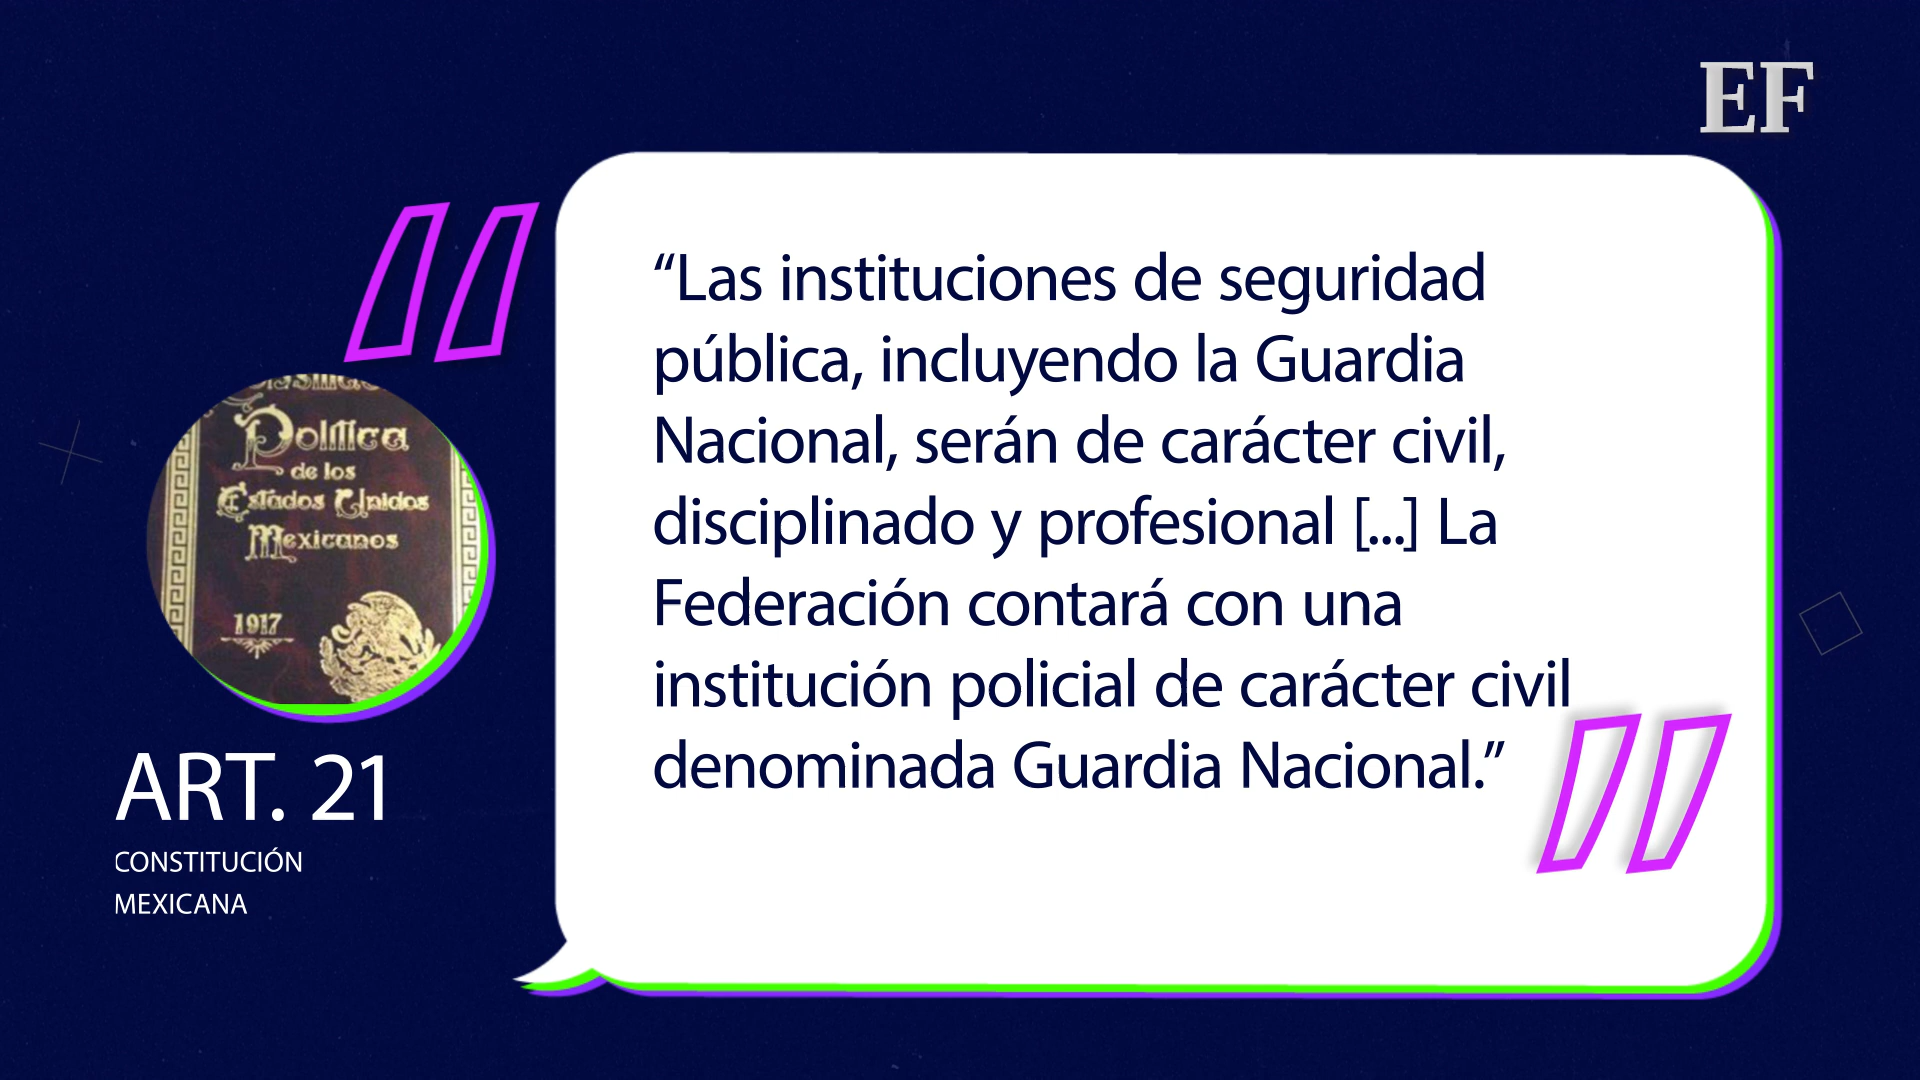 EF
“Las instituciones de seguridad
pública, incluyendo la Guardia
Nacional, serán de carácter civil,
disciplinado y profesional [...] La
Federación contará con una
institución policial de carácter civil
denominada Guardia Nacional.”
Política
de los
Estados Unidos
Mexicanos
1917
ART. 21
CONSTITUCIÓN
MEXICANA